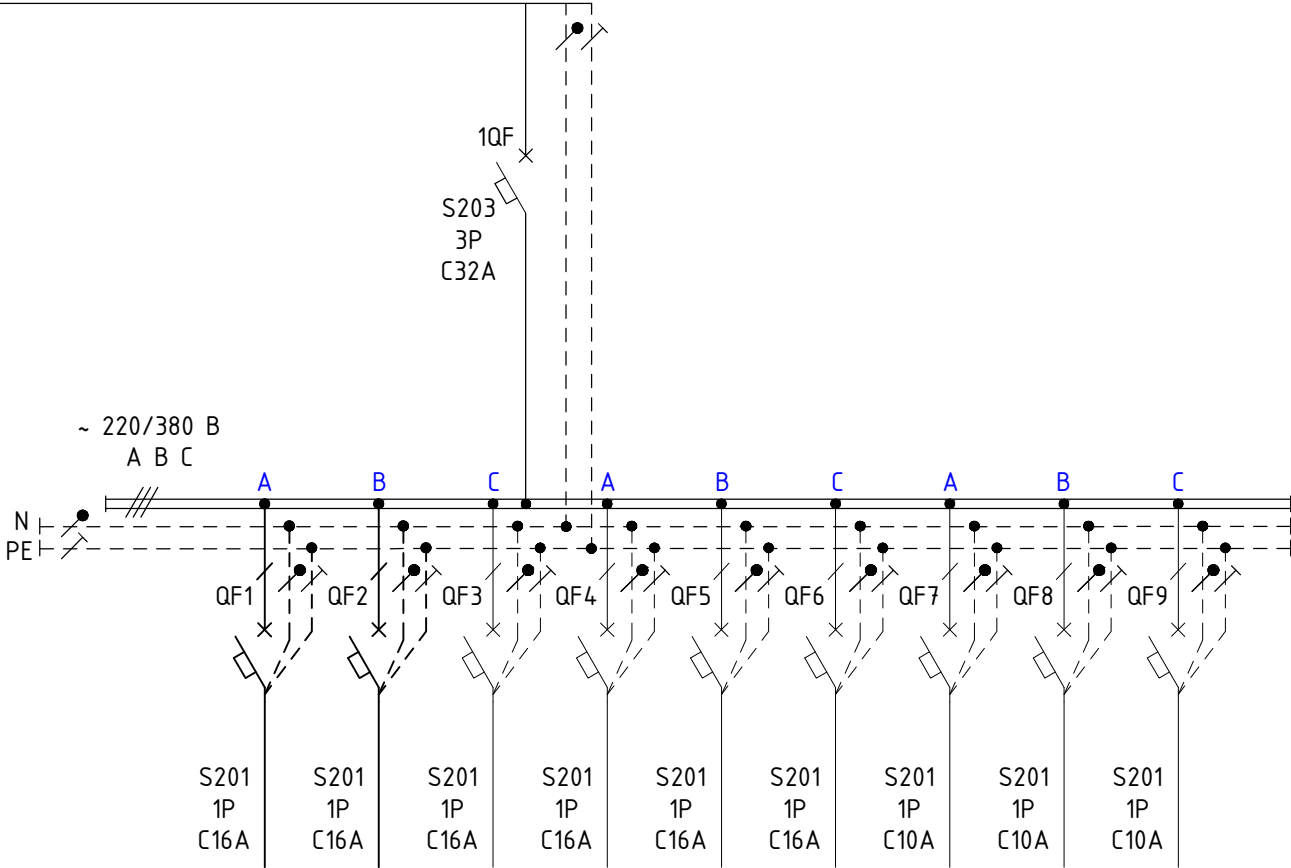 1QF
S203
3P
C32A
~ 220/380 В
A B C
A B C A B C A B C
N
PE
QF1 QF2 QF3 QF4 QF5 QF6 QF7 QF8 QF9
S201 S201 S201 S201 S201 S201 S201 S201 S201
1P 1P 1P 1P 1P 1P 1P 1P 1P
C16A C16A C16A C16A C16A C16A C10A C10A C10A